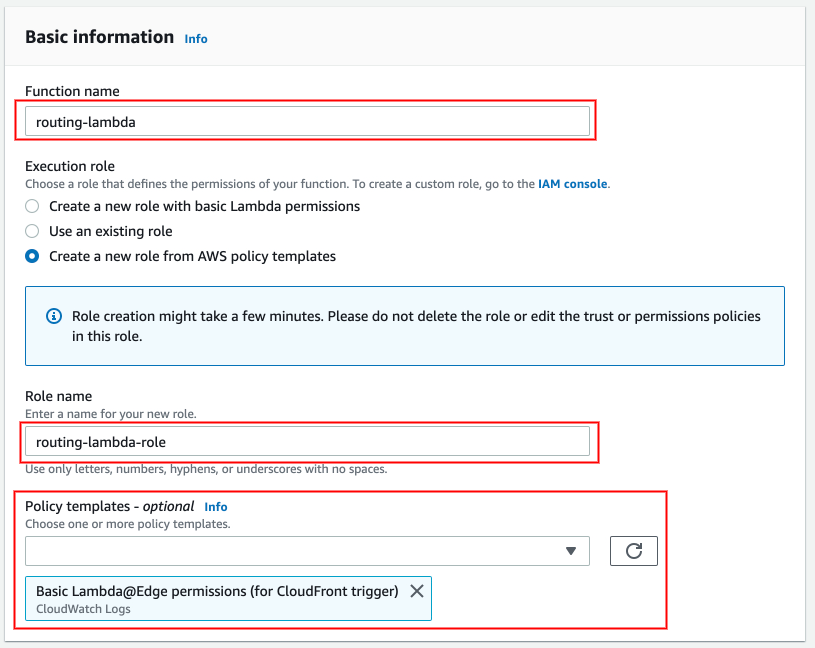 Basic information Info
Function name
routing-lambda
Execution role
Choose a role that defines the permissions of your function. To create a custom role, go to the IAM console.
Create a new role with basic Lambda permissions
Use an existing role
Create a new role from AWS policy templates
Role creation might take a few minutes. Please do not delete the role or edit the trust or permissions policies
in this role.
Role name
Enter a name for your new role.
routing-lambda-role
Use only letters, numbers, hyphens, or underscores with no spaces.
Policy templates - optional Info
Choose one or more policy templates.
Basic Lambda@Edge permissions (for CloudFront trigger)
CloudWatch Logs